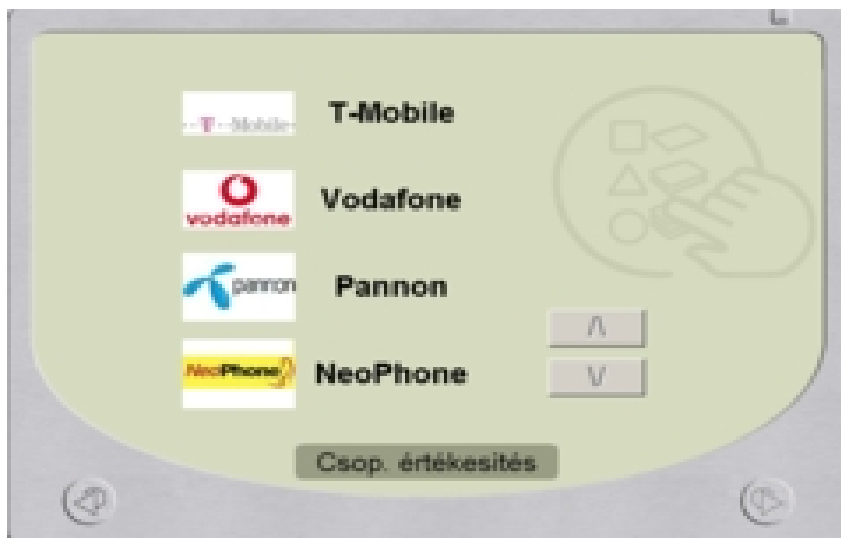 T-Mobile T-Mobile
vodafone Vodafone
pannon Pannon
NeoPhone NeoPhone
/\
\/
Csop. értékesítés